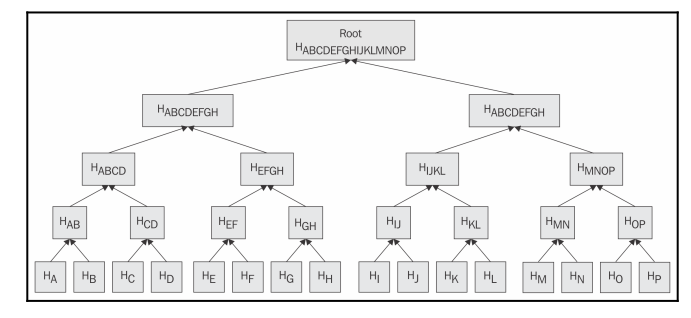 Root
HABCDEFGHIJKLMNOP
HABCDEFGH HABCDEFGH
HABCD HEFGH HIJKL HMNOP
HAB HCD HEF HGH HIJ HKL HMN HOP
HA HB HC HD HE HF HG HH HI HJ HK HL HM HN HO HP